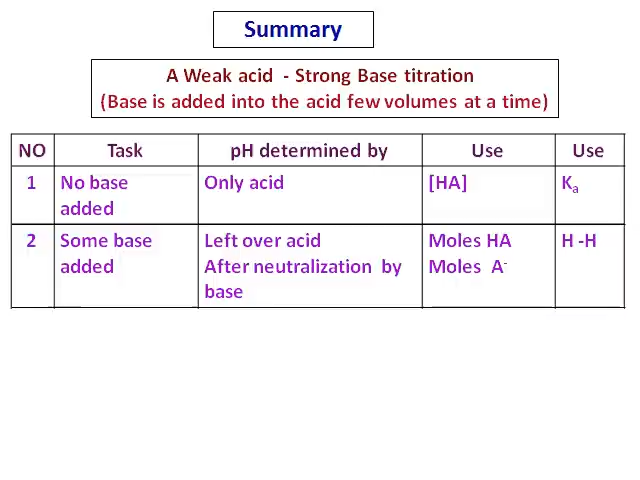 Summary
A Weak acid - Strong Base titration
(Base is added into the acid few volumes at a time)
NO Task pH determined by Use Use
1 No base added Only acid [HA] Ka
2 Some base added Left over acid After neutralization by base Moles HA Moles A- H -H